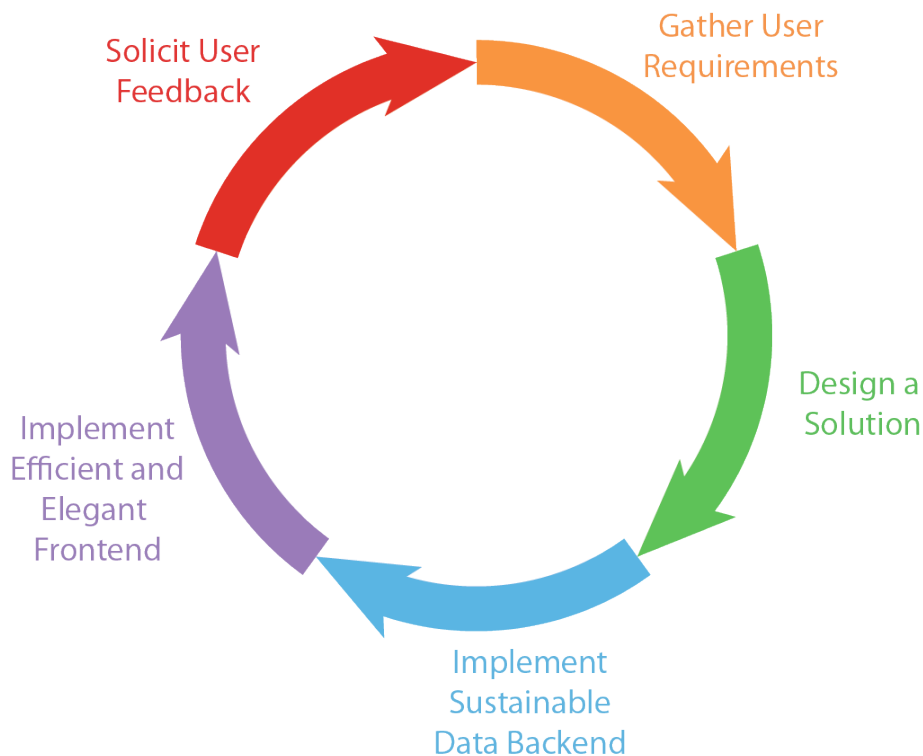 Gather User
Requirements
Design a
Solution
Implement
Sustainable
Data Backend
Implement
Efficient and
Elegant
Frontend
Solicit User
Feedback